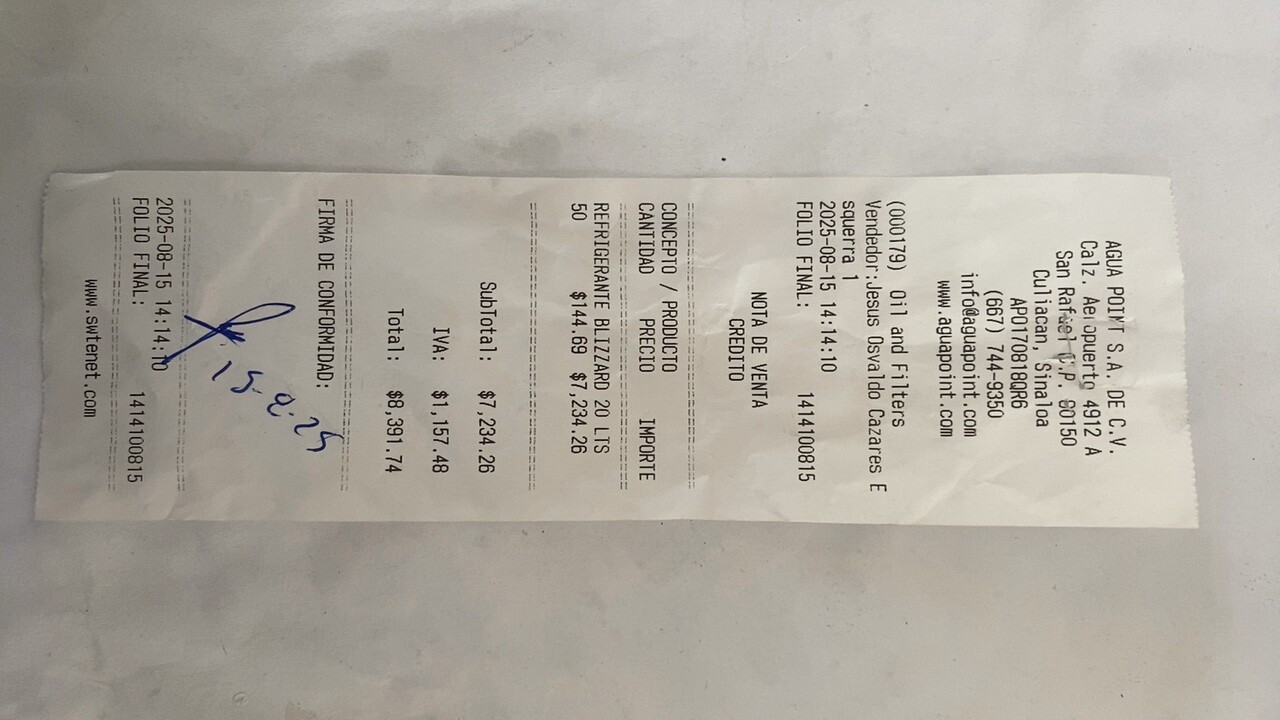 AGUA POINT S.A. DE C.V.
Calz. Aeropuerto 4912 A
San Rafael C.P. 80150
Culiacan, Sinaloa
APO170818QR6
(667) 744-9350
info@aguapoint.com
www.aguapoint.com
(000179) Oil and Filters
Vendedor:Jesus Osvaldo Cazares E
squerra 1
2025-08-15 14:14:10
FOLIO FINAL: 1414100815
NOTA DE VENTA
CREDITO
CONCEPTO / PRODUCTO
CANTIDAD PRECIO IMPORTE
REFRIGERANTE BLIZZARD 20 LTS
50 $144.69 $7,234.26
SubTotal: $7,234.26
IVA: $1,157.48
Total: $8,391.74
FIRMA DE CONFORMIDAD:
15-8-25
2025-08-15 14:14:10
FOLIO FINAL: 1414100815
www.swtenet.com